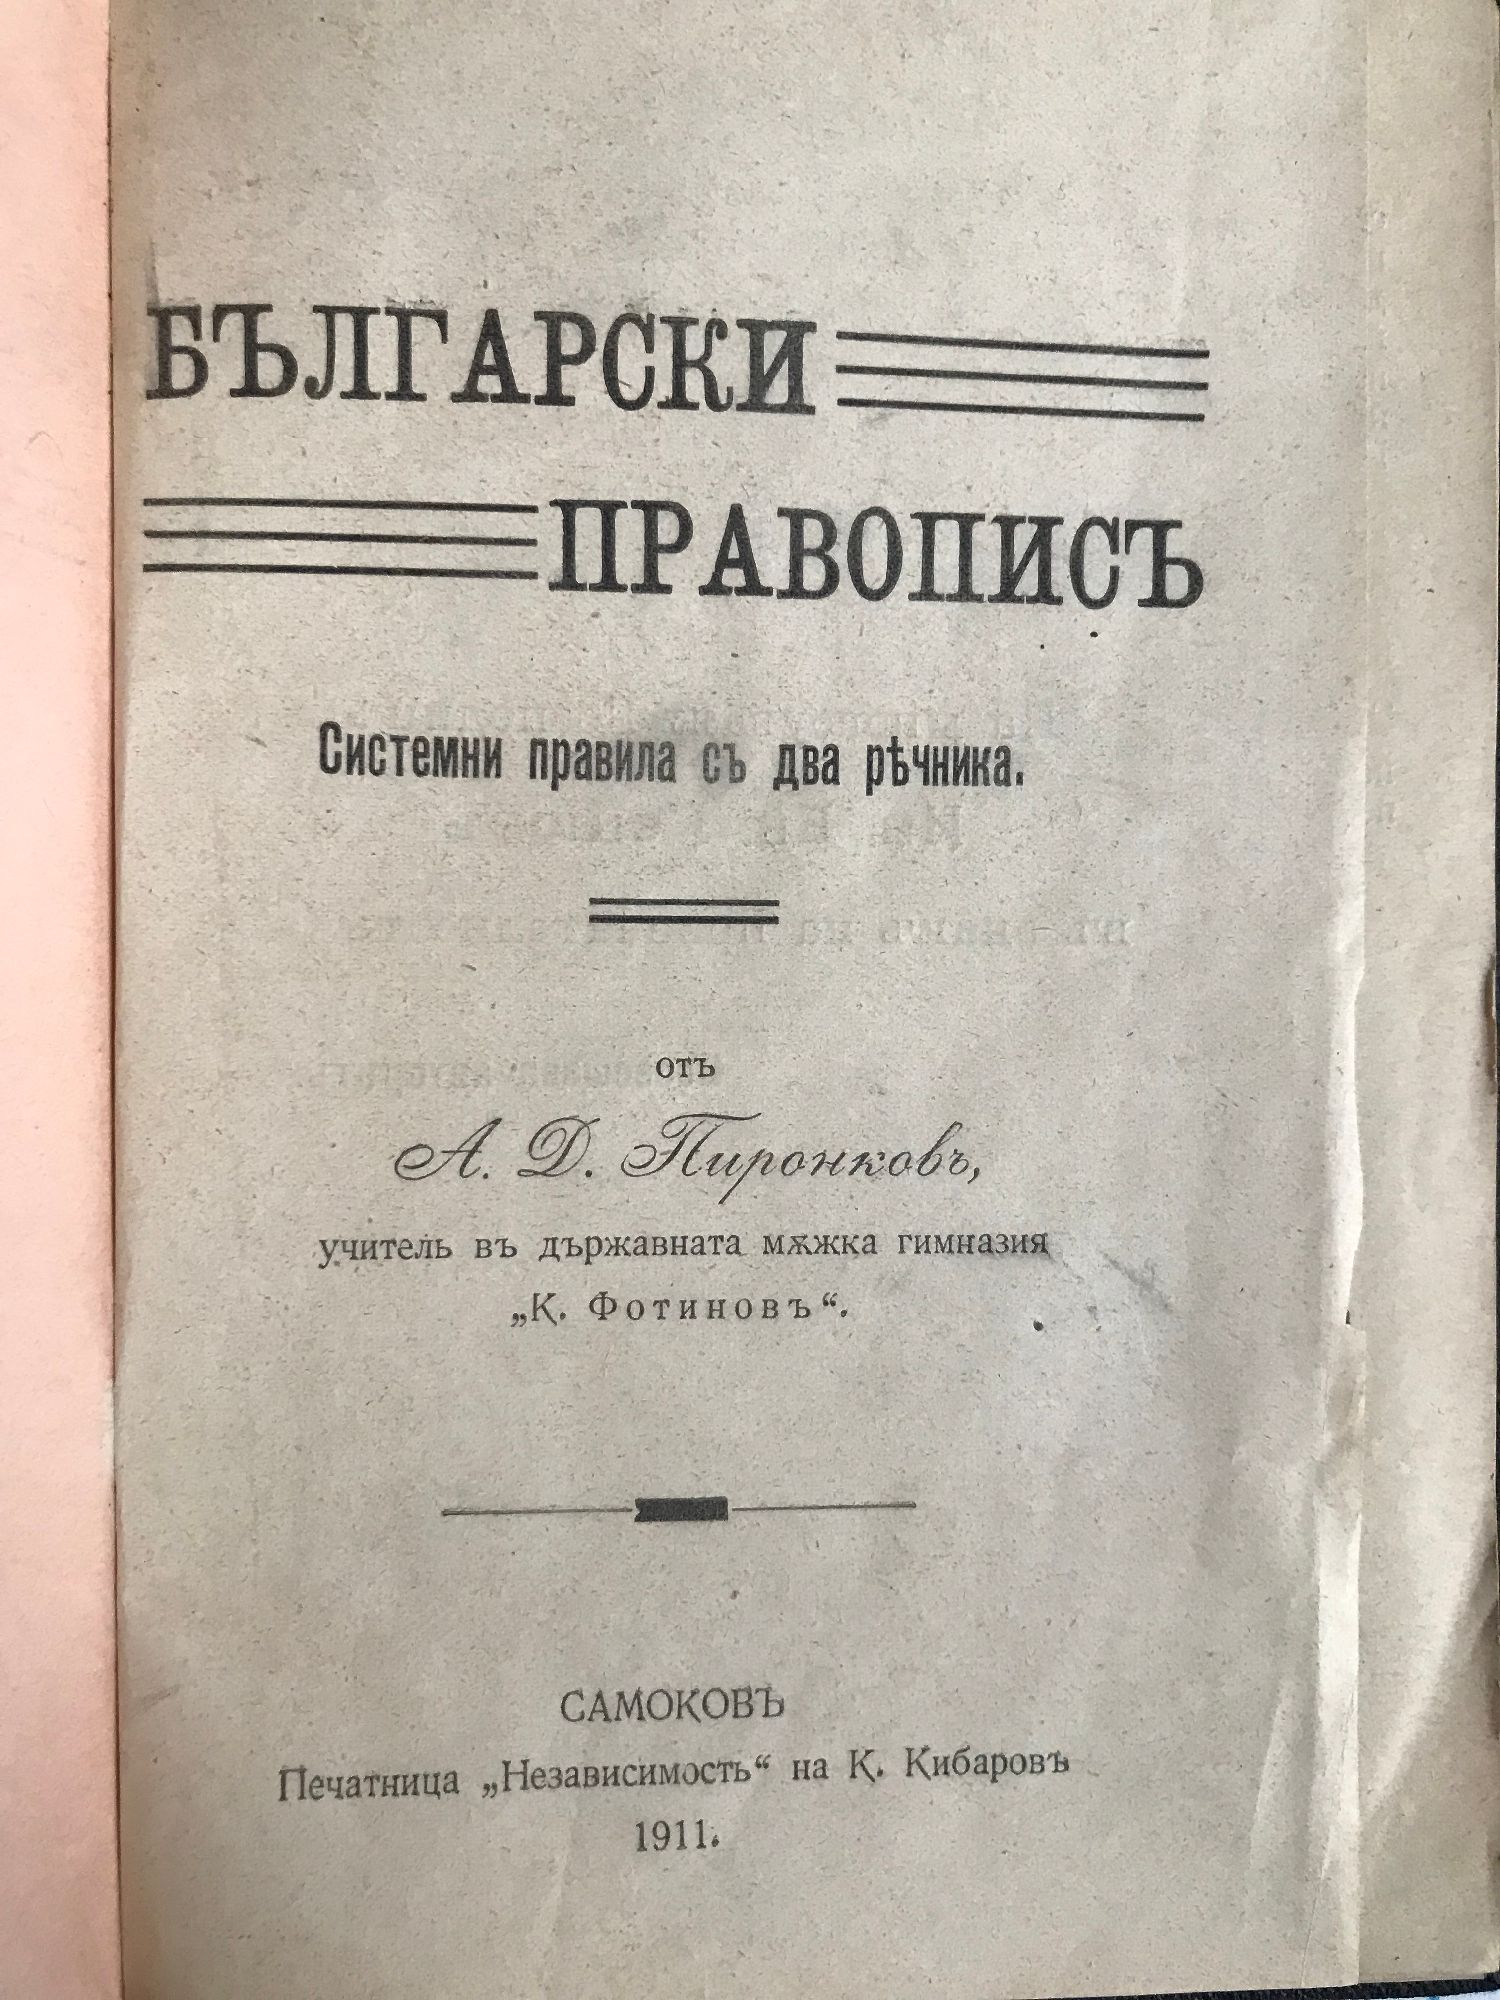 БЪЛГАРСКИ
ПРАВОПИСЪ
Системни правила съ два рѣчника.
отъ
А. Д. Пиронковъ,
учитель въ държавната мѫжка гимназия
„К. Фотиновъ“.
САМОКОВЪ
Печатница „Независимость“ на К. Кибаровъ
1911.